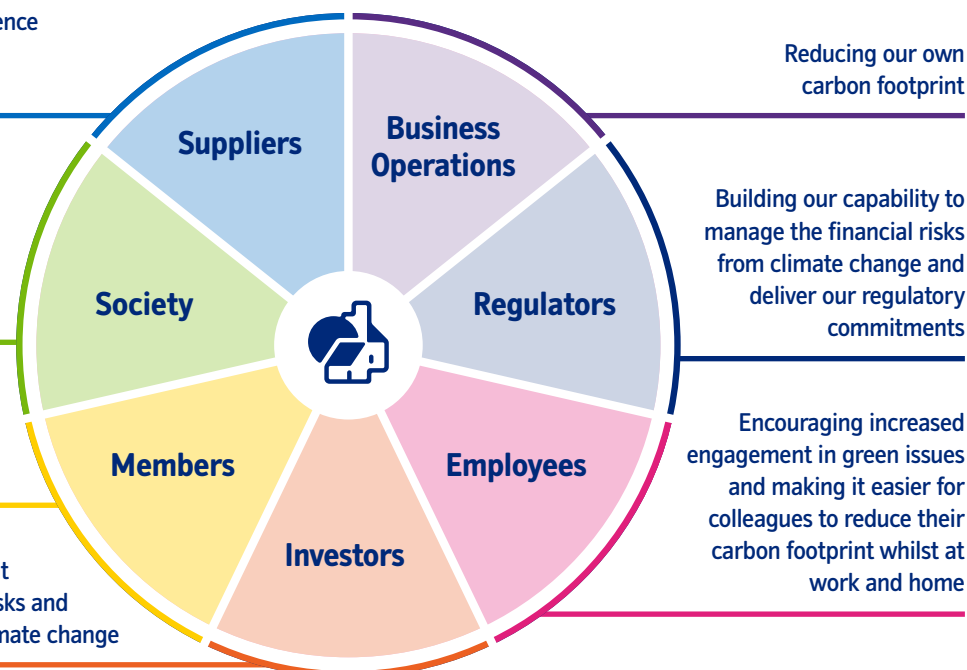 Reducing our own
carbon footprint
Suppliers
Business
Operations
Building our capability to
manage the financial risks
from climate change and
deliver our regulatory
commitments
Society
Regulators
Encouraging increased
engagement in green issues
and making it easier for
colleagues to reduce their
carbon footprint whilst at
work and home
Members
Employees
Investors
and
change